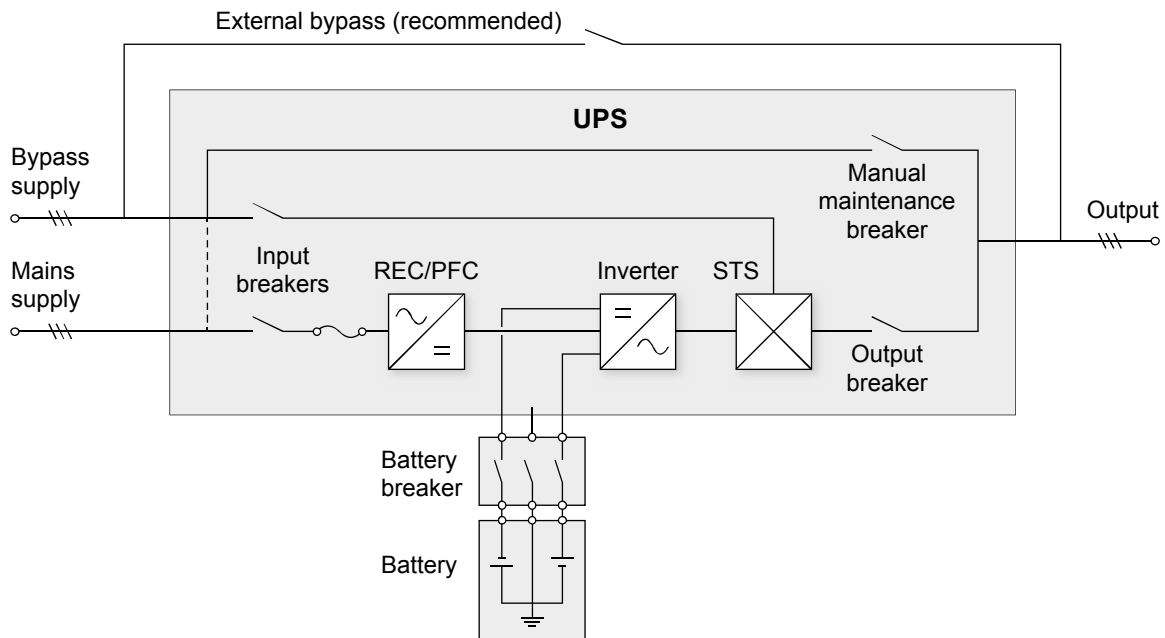 External bypass (recommended)
UPS
Bypass
supply
Manual
maintenance
breaker
Output
Mains
supply
Input
breakers
REC/PFC
Inverter
STS
Output
breaker
Battery
breaker
Battery